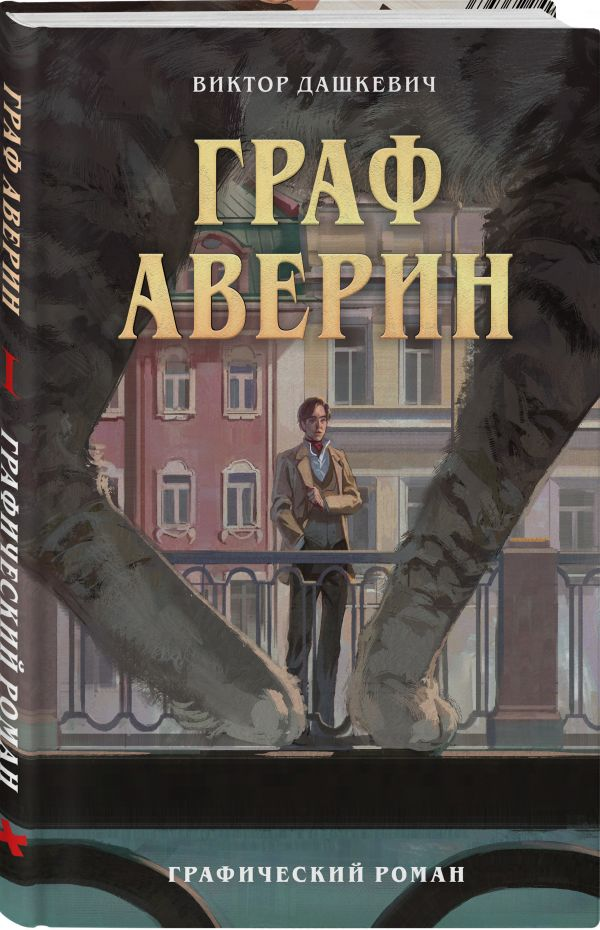 ВИКТОР ДАШКЕВИЧ
ГРАФ
АВЕРИН
ГРАФИЧЕСКИЙ РОМАН
ГРАФ АВЕРИН I ГРАФИЧЕСКИЙ РОМАН